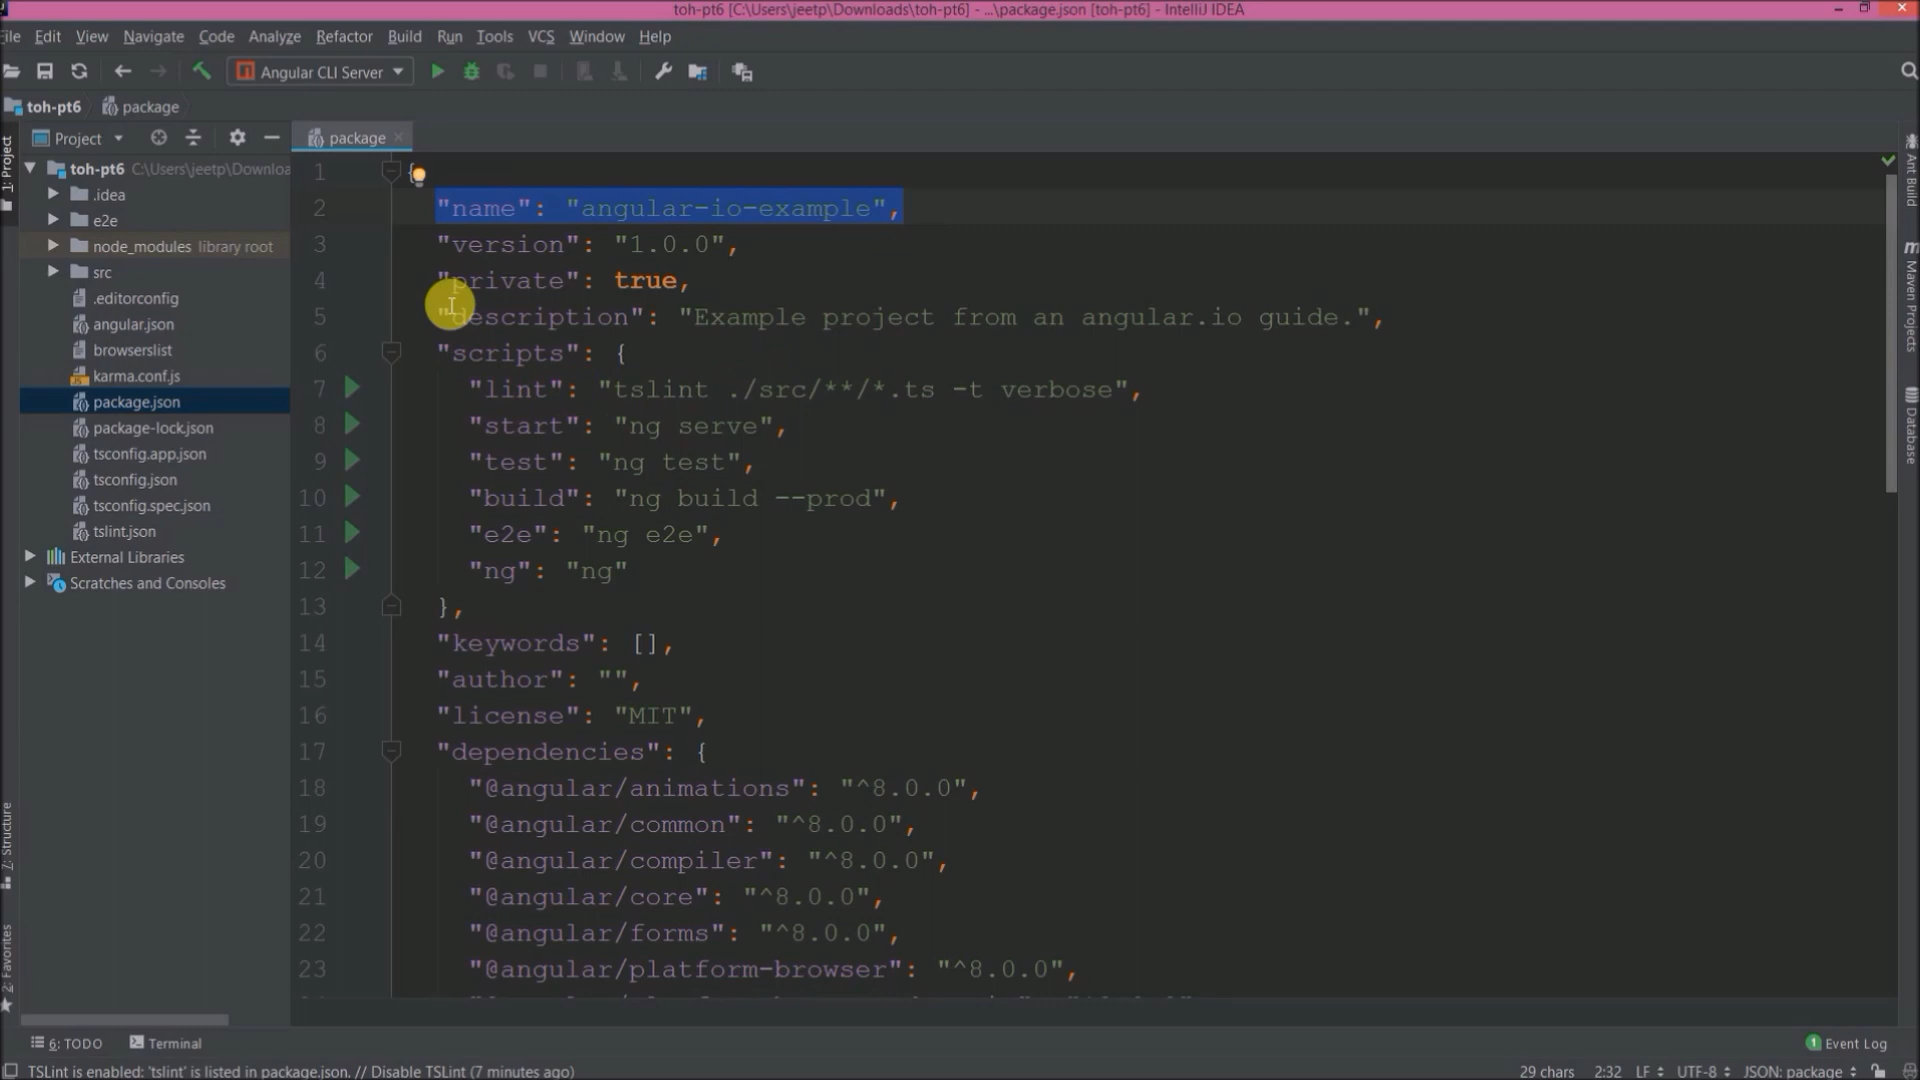 toh-pt6 [C:\Users\jeetp\Downloads\toh-pt6] - ...\package.json [toh-pt6] - IntelliJ IDEA
File Edit View Navigate Code Analyze Refactor Build Run Tools VCS Window Help
Angular CLI Server
toh-pt6 package
Project
package
1: Project
toh-pt6 C:\Users\jeetp\Downloa
.idea
e2e
node_modules library root
src
.editorconfig
angular.json
browserslist
karma.conf.js
package.json
package-lock.json
tsconfig.app.json
tsconfig.json
tsconfig.spec.json
tslint.json
External Libraries
Scratches and Consoles
7: Structure
2: Favorites
1 {
2 "name": "angular-io-example",
3 "version": "1.0.0",
4 "private": true,
5 "description": "Example project from an angular.io guide.",
6 "scripts": {
7 "lint": "tslint ./src/**/*.ts -t verbose",
8 "start": "ng serve",
9 "test": "ng test",
10 "build": "ng build --prod",
11 "e2e": "ng e2e",
12 "ng": "ng"
13 },
14 "keywords": [],
15 "author": "",
16 "license": "MIT",
17 "dependencies": {
18 "@angular/animations": "^8.0.0",
19 "@angular/common": "^8.0.0",
20 "@angular/compiler": "^8.0.0",
21 "@angular/core": "^8.0.0",
22 "@angular/forms": "^8.0.0",
23 "@angular/platform-browser": "^8.0.0",
Ant Build
Maven Projects
Database
6: TODO Terminal
1 Event Log
TSLint is enabled: 'tslint' is listed in package.json. // Disable TSLint (7 minutes ago)
29 chars 2:32 LF UTF-8 JSON: package